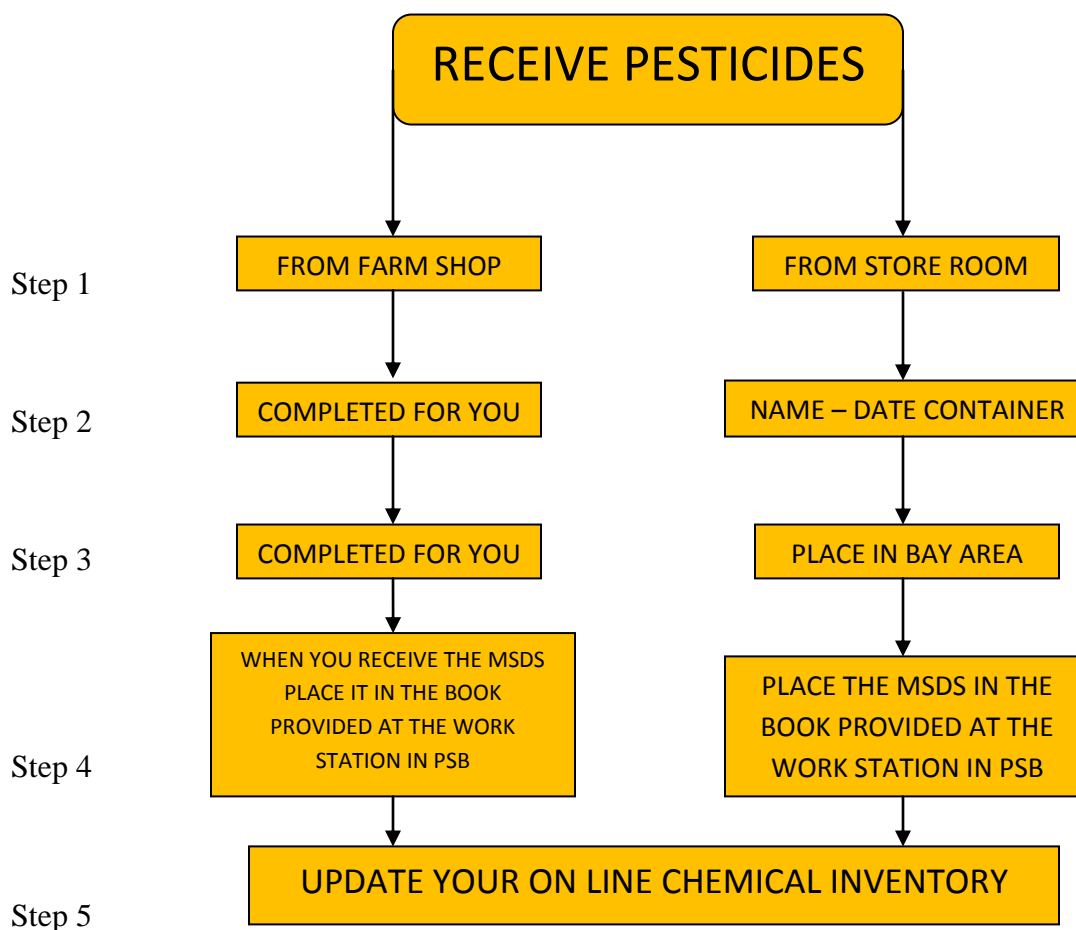 RECEIVE PESTICIDES
Step 1
FROM FARM SHOP
FROM STORE ROOM
Step 2
COMPLETED FOR YOU
NAME – DATE CONTAINER
Step 3
COMPLETED FOR YOU
PLACE IN BAY AREA
Step 4
WHEN YOU RECEIVE THE MSDS
PLACE IT IN THE BOOK
PROVIDED AT THE WORK
STATION IN PSB
PLACE THE MSDS IN THE
BOOK PROVIDED AT THE
WORK STATION IN PSB
Step 5
UPDATE YOUR ON LINE CHEMICAL INVENTORY